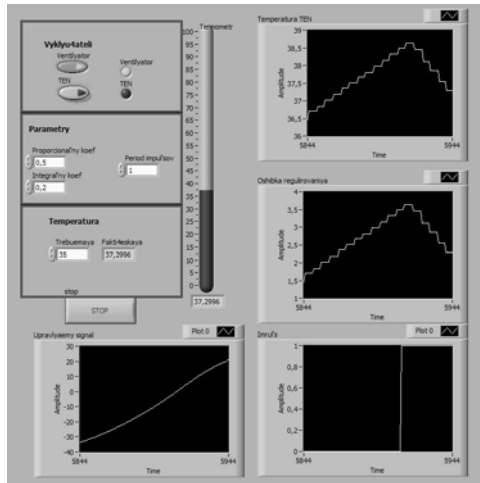 Vyklyu4ateli
Ventilyator
Ventilyator
TEN
TEN
Parametry
Proporcional'ny koef
0,5
Period impul'sov
1
Integral'ny koef
0,2
Temperatura
Trebuemaya
Fakti4eskaya
35
37,2996
stop
STOP
Termometr
100
95
90
85
80
75
70
65
60
55
50
45
40
35
30
25
20
15
10
5
0
37,2996
Temperatura TEN
39
38,5
38
37,5
37
36,5
36
Amplitude
5844
5944
Time
Oshibka regulirovaniya
4
3,5
3
2,5
2
1,5
1
Amplitude
5844
5944
Time
Upravlyaemy signal
Plot 0
30
20
10
0
-10
-20
-30
-40
Amplitude
5844
5944
Time
Imrul's
Plot 0
1
0,8
0,6
0,4
0,2
0
Amplitude
5844
5944
Time